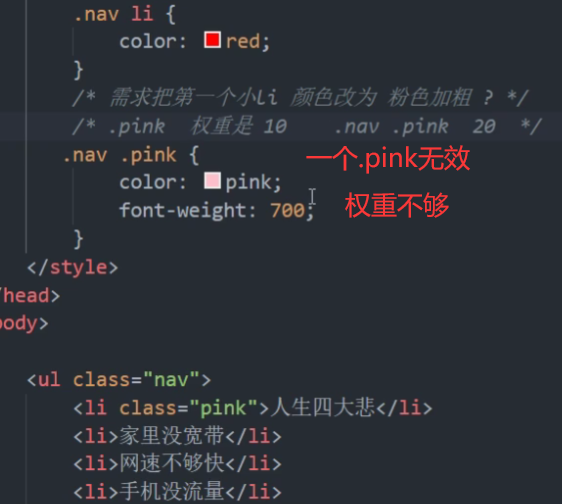 .nav li {
color: red;
}
/* 需求把第一个小li 颜色改为 粉色加粗 ? */
/* .pink 权重是 10 .nav .pink 20 */
.nav .pink {
一个.pink无效
color: pink;
font-weight: 700;
权重不够
}
</style>
/head>
body>
<ul class="nav">
<li class="pink">人生四大悲</li>
<li>家里没宽带</li>
<li>网速不够快</li>
<li>手机没流量</li>